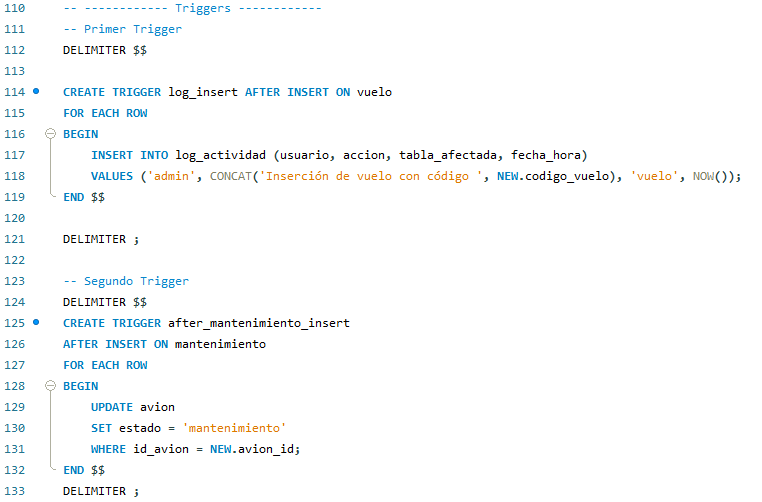 110 -- ------------ Triggers ------------
111 -- Primer Trigger
112 DELIMITER $$
113
114 CREATE TRIGGER log_insert AFTER INSERT ON vuelo
115 FOR EACH ROW
116 BEGIN
117 INSERT INTO log_actividad (usuario, accion, tabla_afectada, fecha_hora)
118 VALUES ('admin', CONCAT('Inserción de vuelo con código ', NEW.codigo_vuelo), 'vuelo', NOW());
119 END $$
120
121 DELIMITER ;
122
123 -- Segundo Trigger
124 DELIMITER $$
125 CREATE TRIGGER after_mantenimiento_insert
126 AFTER INSERT ON mantenimiento
127 FOR EACH ROW
128 BEGIN
129 UPDATE avion
130 SET estado = 'mantenimiento'
131 WHERE id_avion = NEW.avion_id;
132 END $$
133 DELIMITER ;